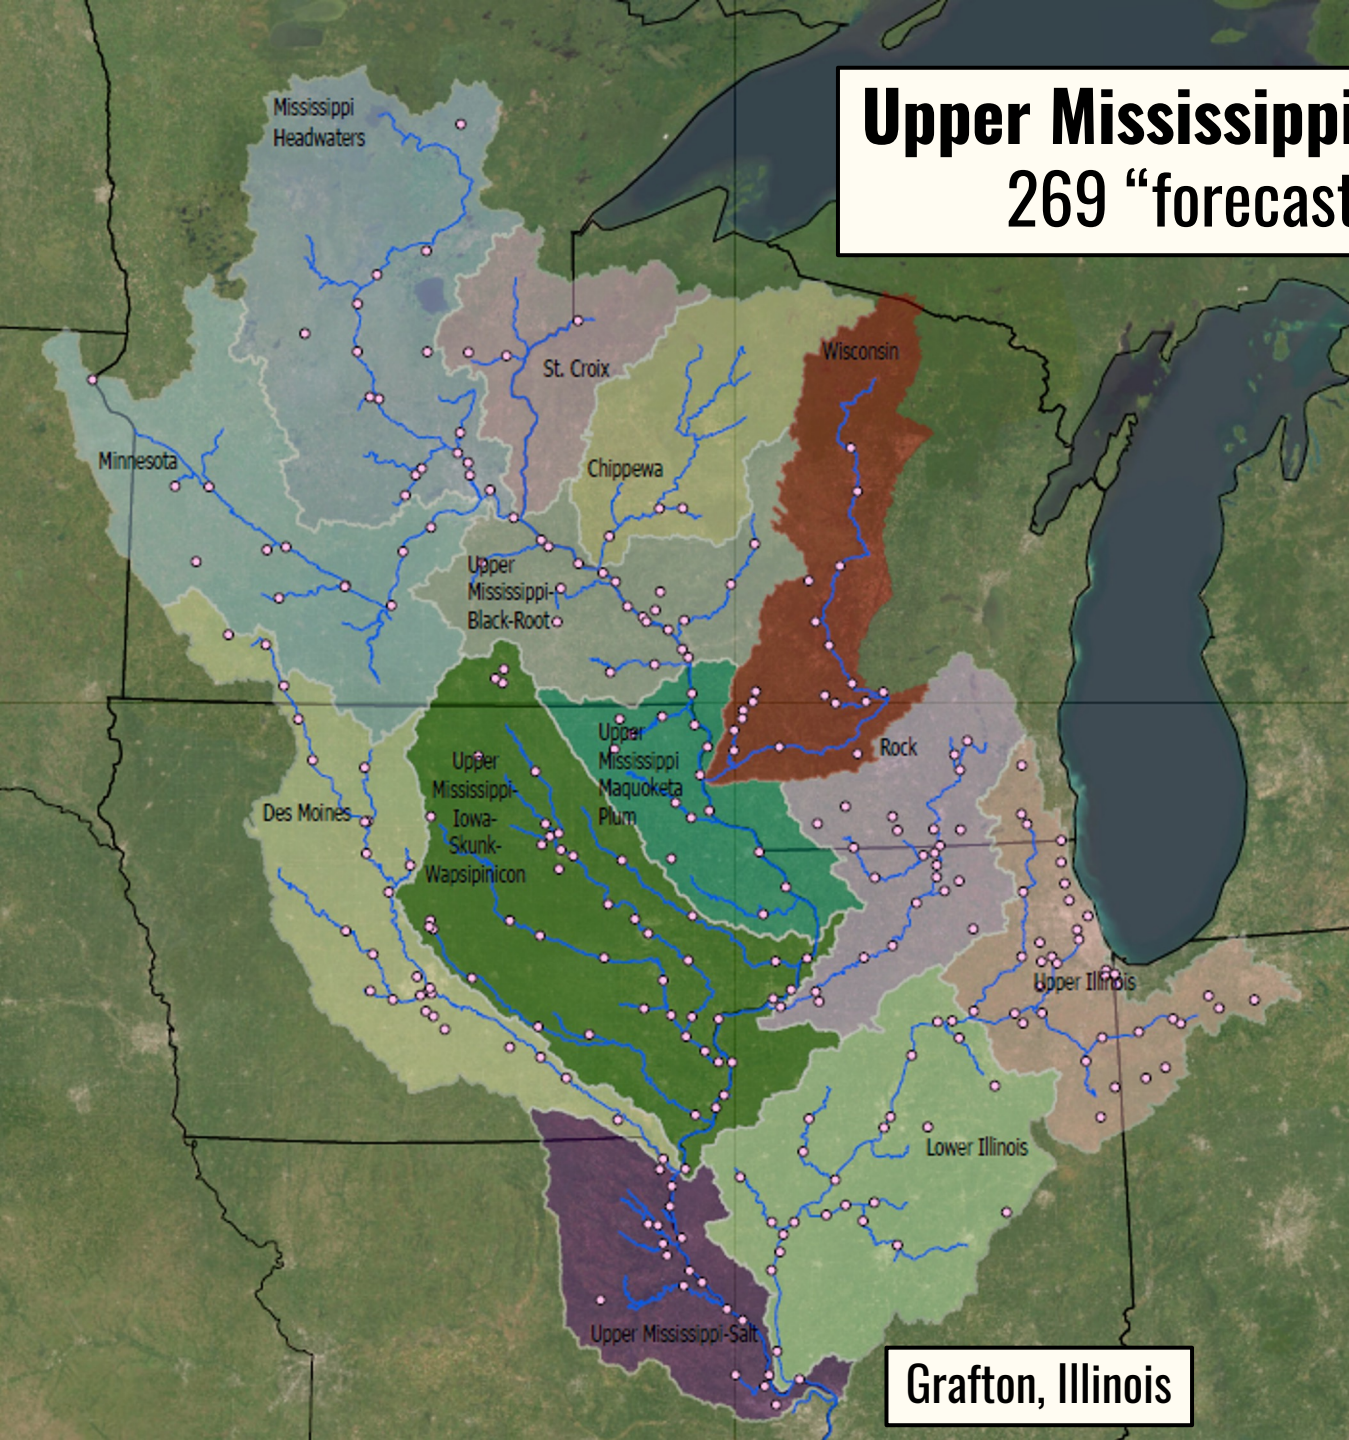 Upper Mississippi
269 “forecast
Mississippi
Headwaters
St. Croix
Wisconsin
Minnesota
Chippewa
Upper
Mississippi-
Black-Root
Upper
Mississippi
Maquoketa
Plum
Rock
Upper
Mississippi-
Iowa-
Skunk-
Wapsipinicon
Des Moines
Upper Illinois
Lower Illinois
Upper Mississippi-Salt
Grafton, Illinois